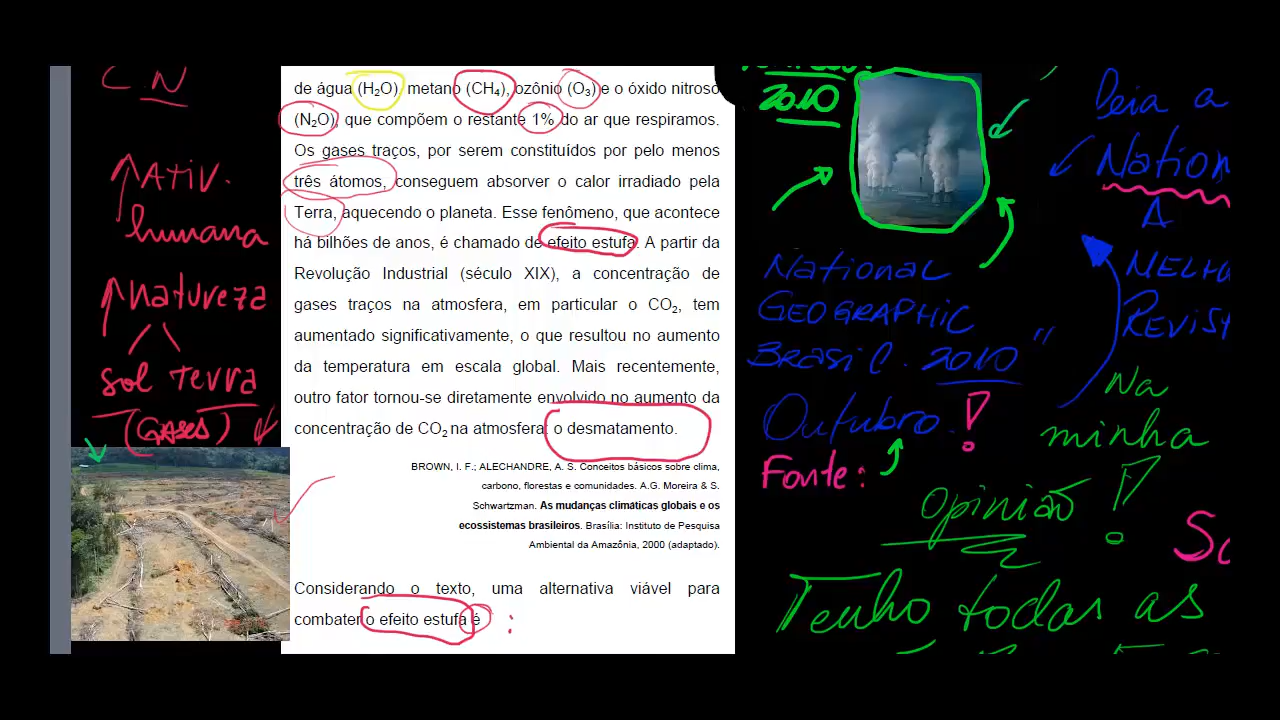 C N
↑ Ativ.
humana
↑ Natureza
sol terra
(GASES)
de água (H₂O), metano (CH₄), ozônio (O₃) e o óxido nitroso
(N₂O), que compõem o restante 1% do ar que respiramos.
Os gases traços, por serem constituídos por pelo menos
três átomos, conseguem absorver o calor irradiado pela
Terra, aquecendo o planeta. Esse fenômeno, que acontece
há bilhões de anos, é chamado de efeito estufa. A partir da
Revolução Industrial (século XIX), a concentração de
gases traços na atmosfera, em particular o CO₂, tem
aumentado significativamente, o que resultou no aumento
da temperatura em escala global. Mais recentemente,
outro fator tornou-se diretamente envolvido no aumento da
concentração de CO₂ na atmosfera: o desmatamento.
BROWN, I. F.; ALECHANDRE, A. S. Conceitos básicos sobre clima,
carbono, florestas e comunidades. A.G. Moreira & S.
Schwartzman. As mudanças climáticas globais e os
ecossistemas brasileiros. Brasília: Instituto de Pesquisa
Ambiental da Amazônia, 2000 (adaptado).
Considerando o texto, uma alternativa viável para
combater o efeito estufa é :
2010
National
GEOGRAPHIC
BRASIL. 2010 "
Outubro !
Fonte:
leia a
Nation
A
MELHO
REVIST
Na
minha
opinião !
Tenho todas as